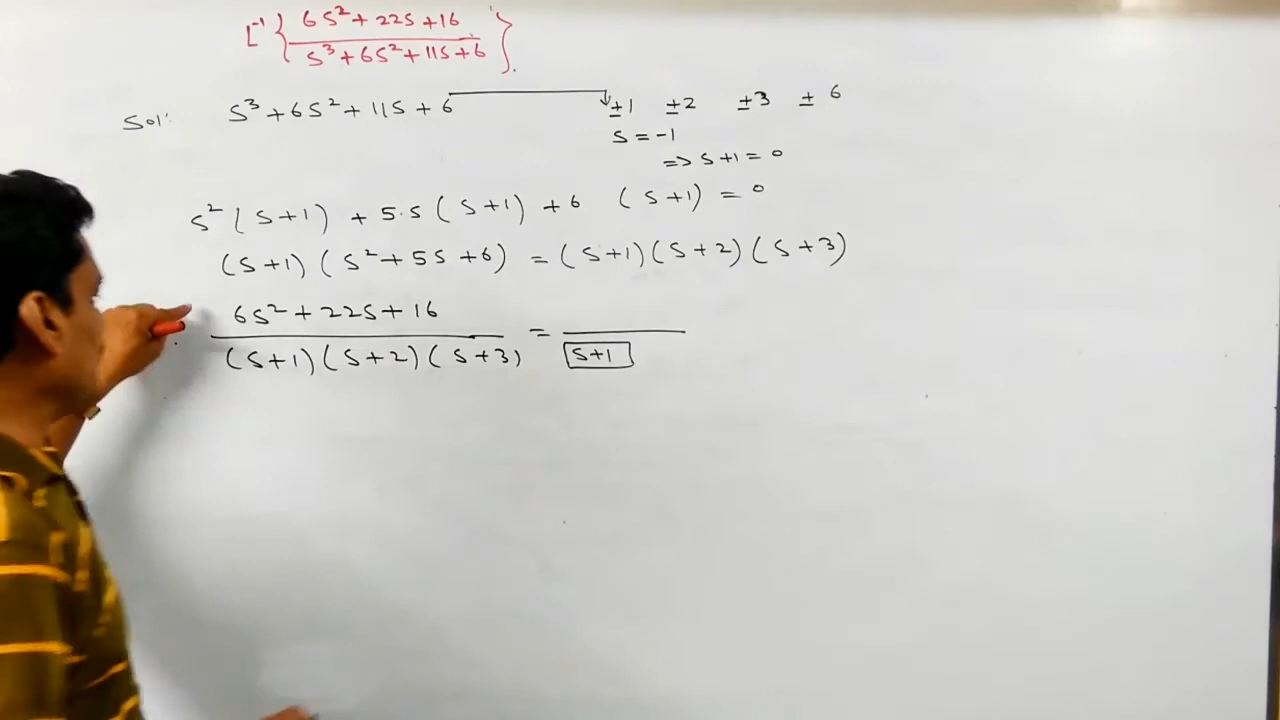 L⁻¹ { (6s² + 22s + 16) / (s³ + 6s² + 11s + 6) }.
Sol: s³ + 6s² + 11s + 6 → ±1 ±2 ±3 ±6
s = -1
=> s+1 = 0
s² (s+1) + 5·s (s+1) + 6 (s+1) = 0
(s+1) (s² + 5s + 6) = (s+1) (s+2) (s+3)
6s² + 22s + 16 / (s+1) (s+2) (s+3) = / s+1